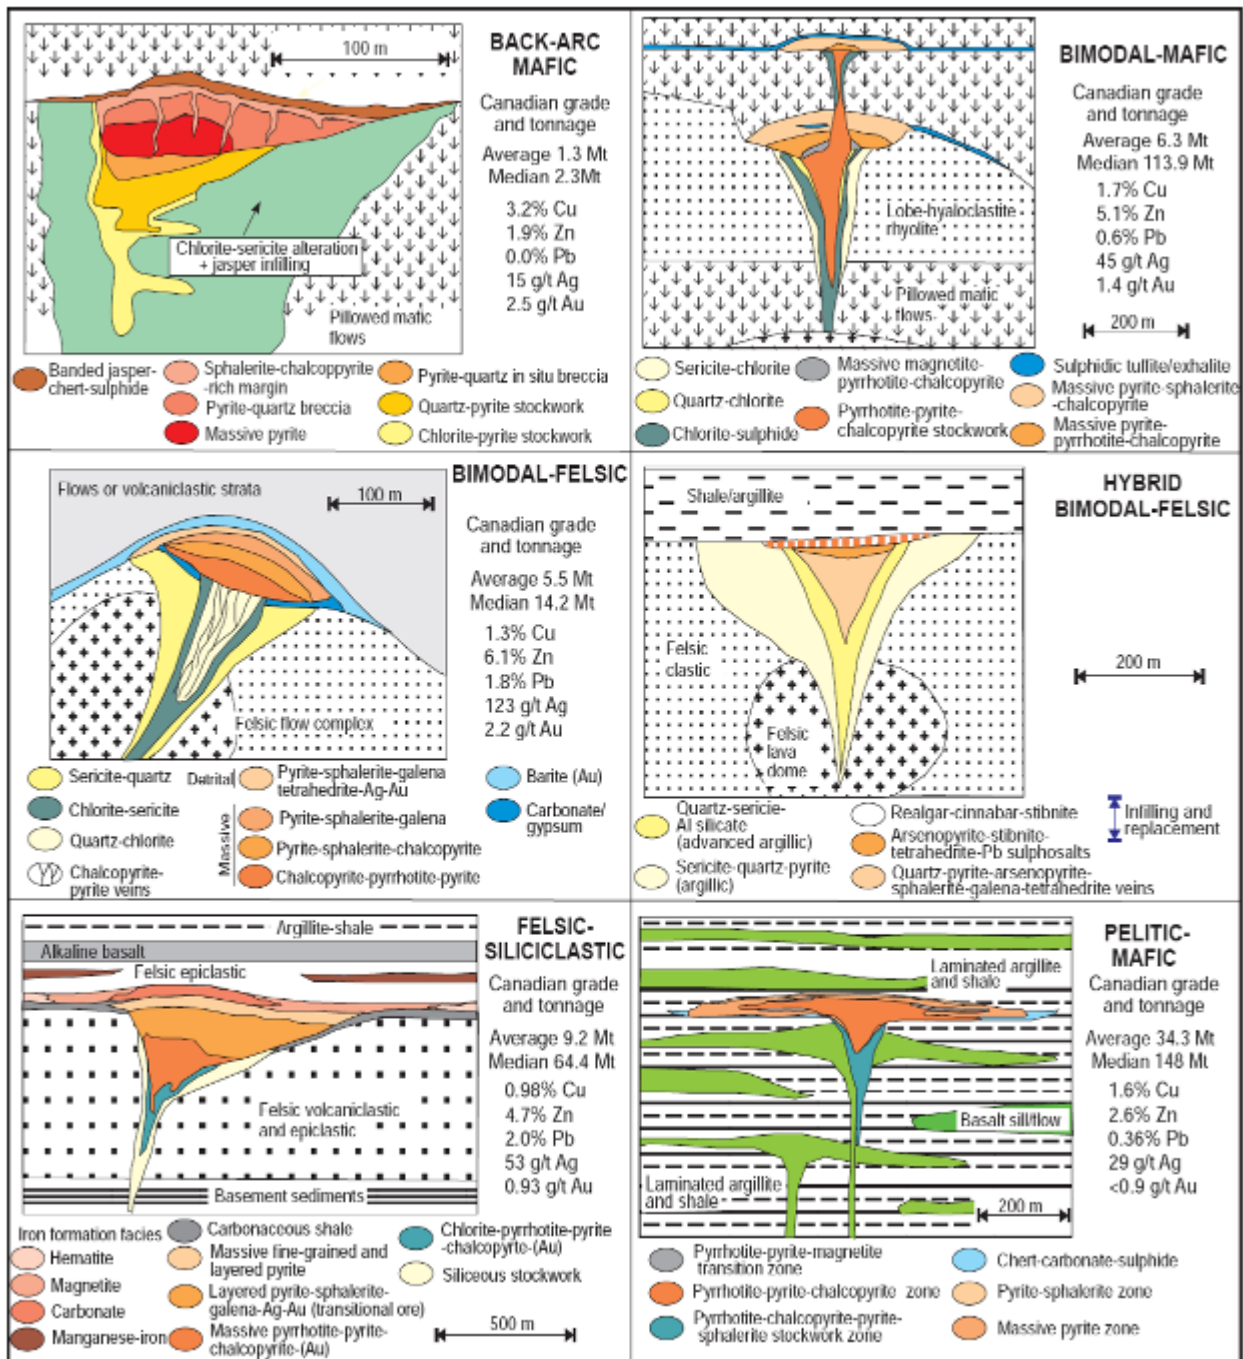 100 m
BACK-ARC
MAFIC
Canadian grade
and tonnage
Average 1.3 Mt
Median 2.3Mt
3.2% Cu
1.9% Zn
0.0% Pb
15 g/t Ag
2.5 g/t Au
Chlorite-sericite alteration
+ jasper infilling
Pillowed mafic
flows
Banded jasper-
chert-sulphide
Sphalerite-chalcoppyrite
-rich margin
Pyrite-quartz breccia
Massive pyrite
Pyrite-quartz in situ breccia
Quartz-pyrite stockwork
Chlorite-pyrite stockwork
BIMODAL-MAFIC
Canadian grade
and tonnage
Average 6.3 Mt
Median 113.9 Mt
1.7% Cu
5.1% Zn
0.6% Pb
45 g/t Ag
1.4 g/t Au
200 m
Lobe-hyaloclastite
rhyolite
Pillowed mafic
flows
Sericite-chlorite
Quartz-chlorite
Chlorite-sulphide
Massive magnetite-
pyrrhotite-chalcopyrite
Pyrrhotite-pyrite-
chalcopyrite stockwork
Sulphidic tuffite/exhalite
Massive pyrite-sphalerite
-chalcopyrite
Massive pyrite-
pyrrhotite-chalcopyrite
BIMODAL-FELSIC
Flows or volcaniclastic strata
100 m
Canadian grade
and tonnage
Average 5.5 Mt
Median 14.2 Mt
1.3% Cu
6.1% Zn
1.8% Pb
123 g/t Ag
2.2 g/t Au
Felsic flow complex
Sericite-quartz
Chlorite-sericite
Quartz-chlorite
Chalcopyrite-
pyrite veins
Detrital
Pyrite-sphalerite-galena
tetrahedrite-Ag-Au
Massive
Pyrite-sphalerite-galena
Pyrite-sphalerite-chalcopyrite
Chalcopyrite-pyrrhotite-pyrite
Barite (Au)
Carbonate/
gypsum
HYBRID
BIMODAL-FELSIC
Shale/argillite
200 m
Felsic
clastic
Felsic
lava
dome
Quartz-sericie-
Al silicate
(advanced argillic)
Sericite-quartz-pyrite
(argillic)
Realgar-cinnabar-stibnite
Arsenopyrite-stibnite-
tetrahedrite-Pb sulphosalts
Quartz-pyrite-arsenopyrite-
sphalerite-galena-tetrahedrite veins
Infilling and
replacement
FELSIC-
SILICICLASTIC
Argillite-shale
Alkaline basalt
Felsic epiclastic
Canadian grade
and tonnage
Average 9.2 Mt
Median 64.4 Mt
0.98% Cu
4.7% Zn
2.0% Pb
53 g/t Ag
0.93 g/t Au
Felsic volcaniclastic
and epiclastic
Basement sediments
Iron formation facies
Hematite
Magnetite
Carbonate
Manganese-iron
Carbonaceous shale
Massive fine-grained and
layered pyrite
Layered pyrite-sphalerite-
galena-Ag-Au (transitional ore)
Massive pyrrhotite-pyrite-
chalcopyrite-(Au)
Chlorite-pyrrhotite-pyrite
-chalcopyrte-(Au)
Siliceous stockwork
500 m
PELITIC-
MAFIC
Laminated argillite
and shale
Canadian grade
and tonnage
Average 34.3 Mt
Median 148 Mt
1.6% Cu
2.6% Zn
0.36% Pb
29 g/t Ag
<0.9 g/t Au
Basalt sill/flow
Laminated argillite
and shale
200 m
Pyrrhotite-pyrite-magnetite
transition zone
Pyrrhotite-pyrite-chalcopyrite zone
Pyrrhotite-chalcopyrite-pyrite-
sphalerite stockwork zone
Chert-carbonate-sulphide
Pyrite-sphalerite zone
Massive pyrite zone